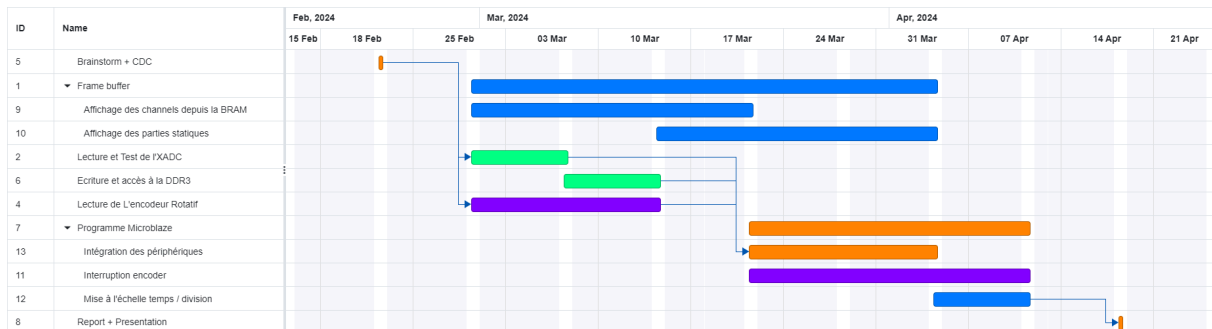 ID Name Feb, 2024 Mar, 2024 Apr, 2024
15 Feb 18 Feb 25 Feb 03 Mar 10 Mar 17 Mar 24 Mar 31 Mar 07 Apr 14 Apr 21 Apr
5 Brainstorm + CDC
1 Frame buffer
9 Affichage des channels depuis la BRAM
10 Affichage des parties statiques
2 Lecture et Test de l'XADC
6 Ecriture et accès à la DDR3
4 Lecture de L'encodeur Rotatif
7 Programme Microblaze
13 Intégration des périphériques
11 Interruption encoder
12 Mise à l'échelle temps / division
8 Report + Presentation